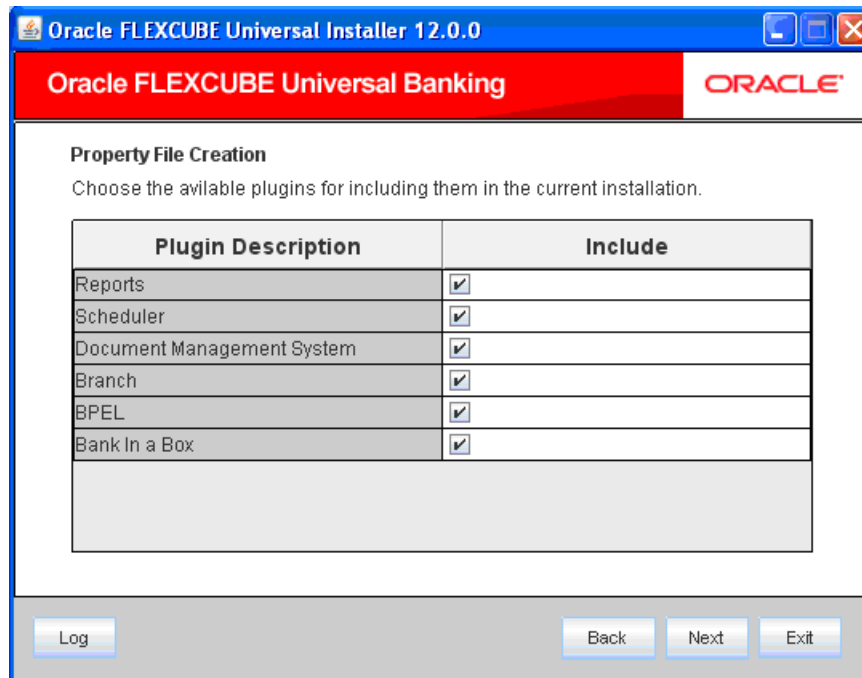 Oracle FLEXCUBE Universal Installer 12.0.0
Oracle FLEXCUBE Universal Banking
ORACLE
Property File Creation
Choose the avilable plugins for including them in the current installation.
Plugin Description Include
Reports
Scheduler
Document Management System
Branch
BPEL
Bank In a Box
Log Back Next Exit